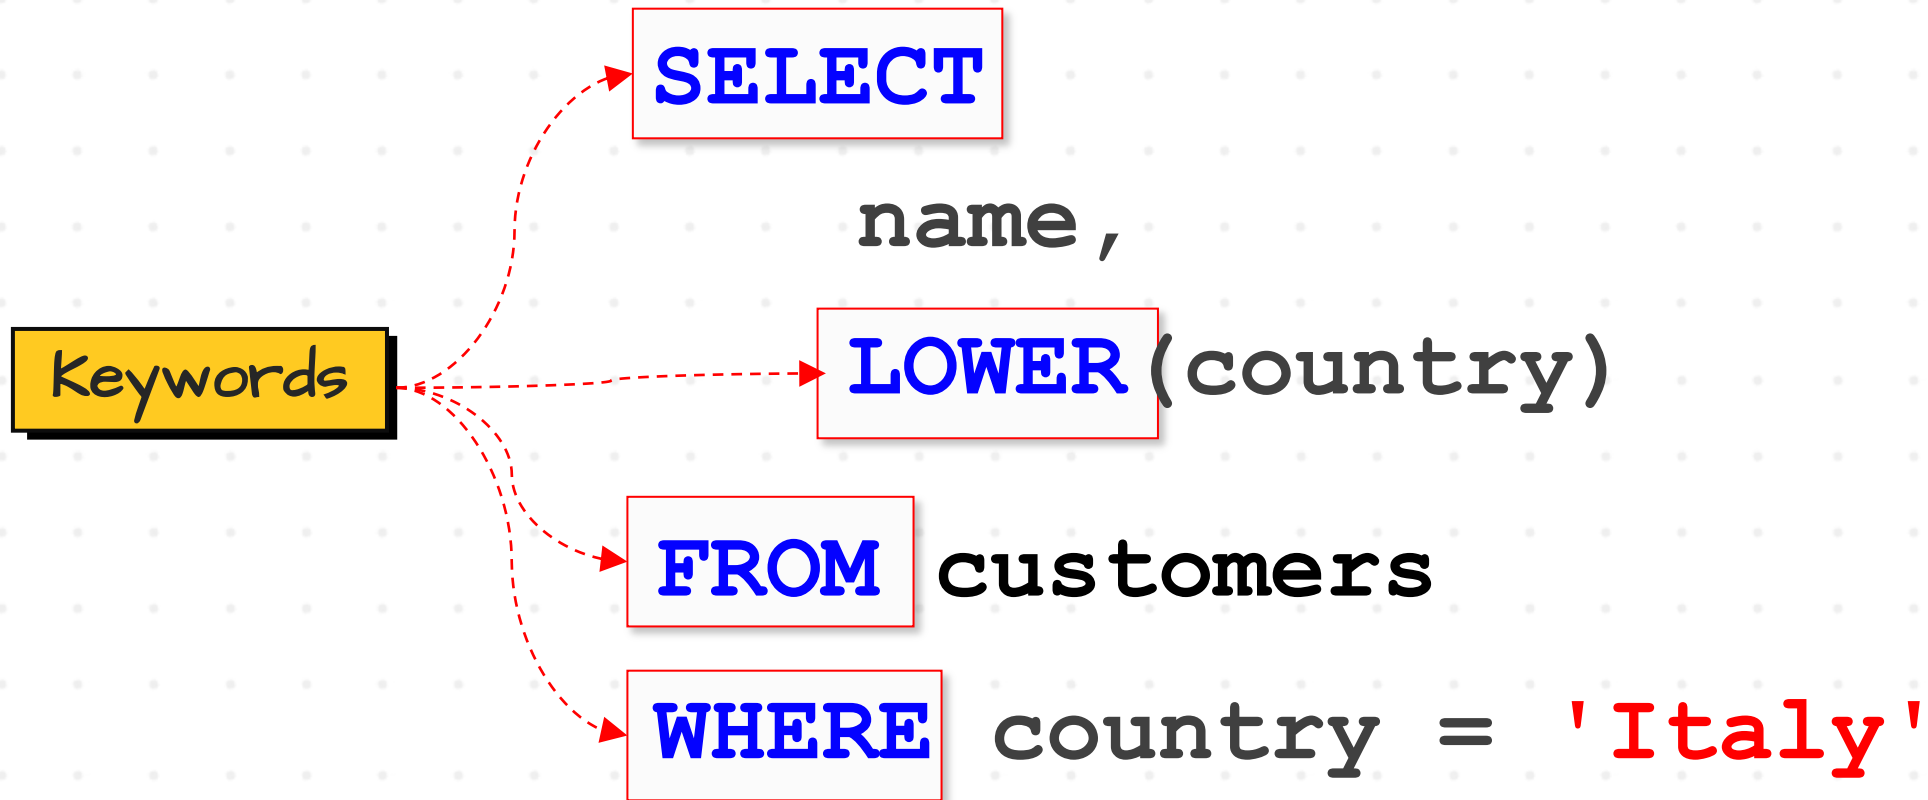 SELECT
name,
Keywords
LOWER(country)
FROM customers
WHERE country = 'Italy'